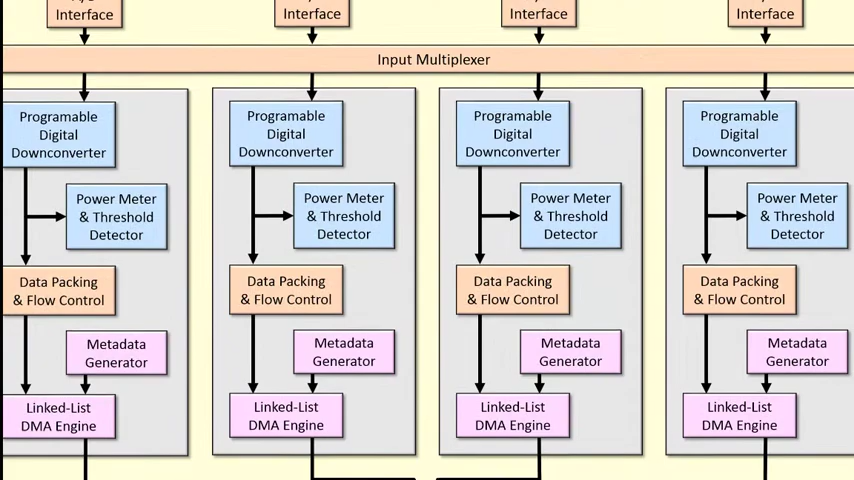 Interface
Interface
Interface
Interface
Input Multiplexer
Programable
Digital
Downconverter
Power Meter
& Threshold
Detector
Data Packing
& Flow Control
Metadata
Generator
Linked-List
DMA Engine
Programable
Digital
Downconverter
Power Meter
& Threshold
Detector
Data Packing
& Flow Control
Metadata
Generator
Linked-List
DMA Engine
Programable
Digital
Downconverter
Power Meter
& Threshold
Detector
Data Packing
& Flow Control
Metadata
Generator
Linked-List
DMA Engine
Programable
Digital
Downconverter
Power Meter
& Threshold
Detector
Data Packing
& Flow Control
Metadata
Generator
Linked-List
DMA Engine